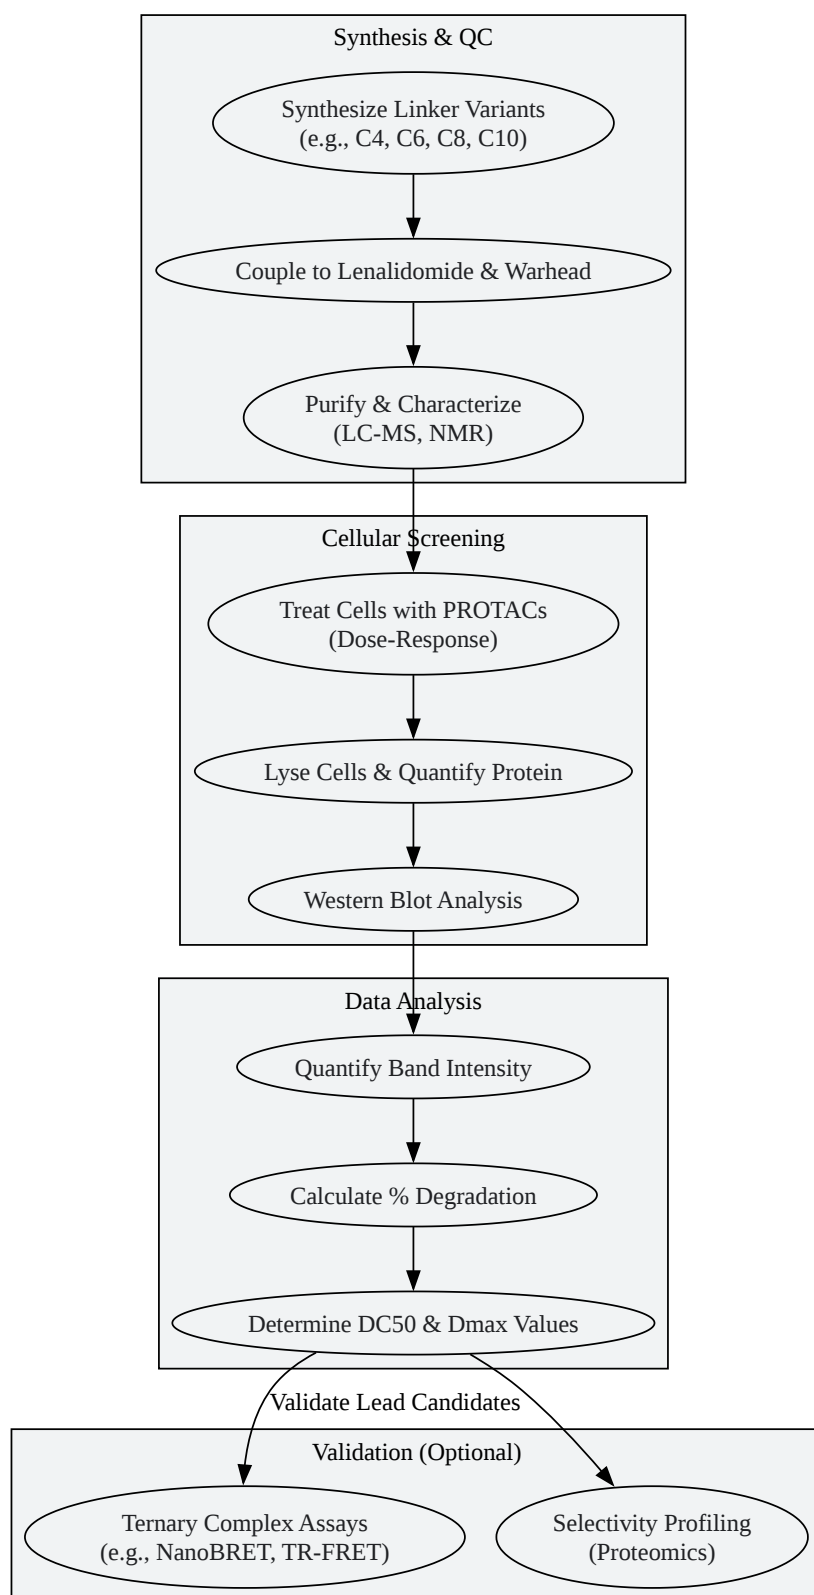 Synthesis & QC
Synthesize Linker Variants
(e.g., C4, C6, C8, C10)
Couple to Lenalidomide & Warhead
Purify & Characterize
(LC-MS, NMR)
Cellular Screening
Treat Cells with PROTACs
(Dose-Response)
Lyse Cells & Quantify Protein
Western Blot Analysis
Data Analysis
Quantify Band Intensity
Calculate % Degradation
Determine DC50 & Dmax Values
Validate Lead Candidates
Validation (Optional)
Ternary Complex Assays
(e.g., NanoBRET, TR-FRET)
Selectivity Profiling
(Proteomics)